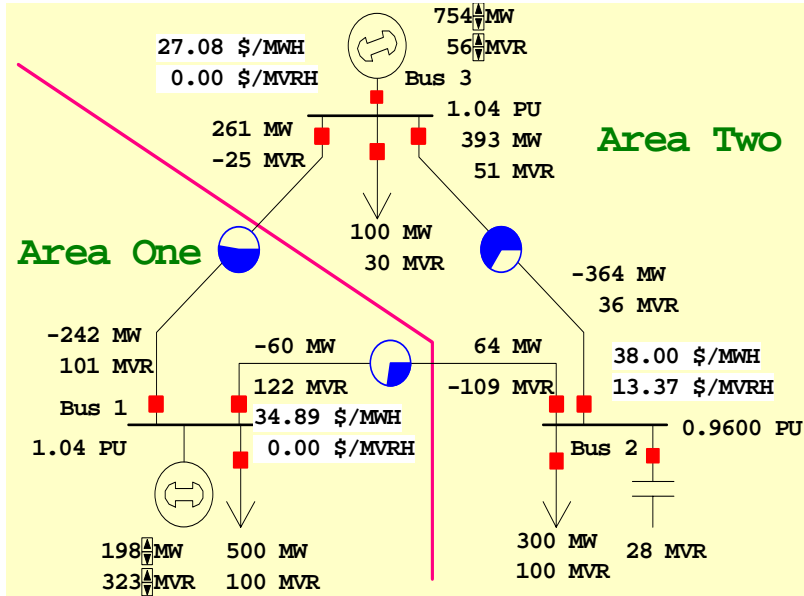 754 MW
27.08 $/MWH
56 MVR
0.00 $/MVRH
Bus 3
1.04 PU
261 MW
393 MW
Area Two
-25 MVR
51 MVR
100 MW
Area One
30 MVR
-364 MW
36 MVR
-242 MW
-60 MW
64 MW
38.00 $/MWH
101 MVR
122 MVR
-109 MVR
13.37 $/MVRH
Bus 1
34.89 $/MWH
0.9600 PU
1.04 PU
0.00 $/MVRH
Bus 2
198 MW
500 MW
300 MW
28 MVR
323 MVR
100 MVR
100 MVR